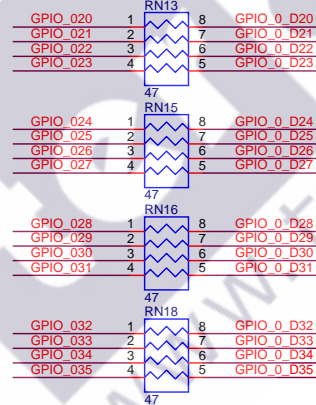 RN13
GPIO_020 1 8 GPIO_0_D20
GPIO_021 2 7 GPIO_0_D21
GPIO_022 3 6 GPIO_0_D22
GPIO_023 4 5 GPIO_0_D23
47
RN15
GPIO_024 1 8 GPIO_0_D24
GPIO_025 2 7 GPIO_0_D25
GPIO_026 3 6 GPIO_0_D26
GPIO_027 4 5 GPIO_0_D27
47
RN16
GPIO_028 1 8 GPIO_0_D28
GPIO_029 2 7 GPIO_0_D29
GPIO_030 3 6 GPIO_0_D30
GPIO_031 4 5 GPIO_0_D31
47
RN18
GPIO_032 1 8 GPIO_0_D32
GPIO_033 2 7 GPIO_0_D33
GPIO_034 3 6 GPIO_0_D34
GPIO_035 4 5 GPIO_0_D35
47